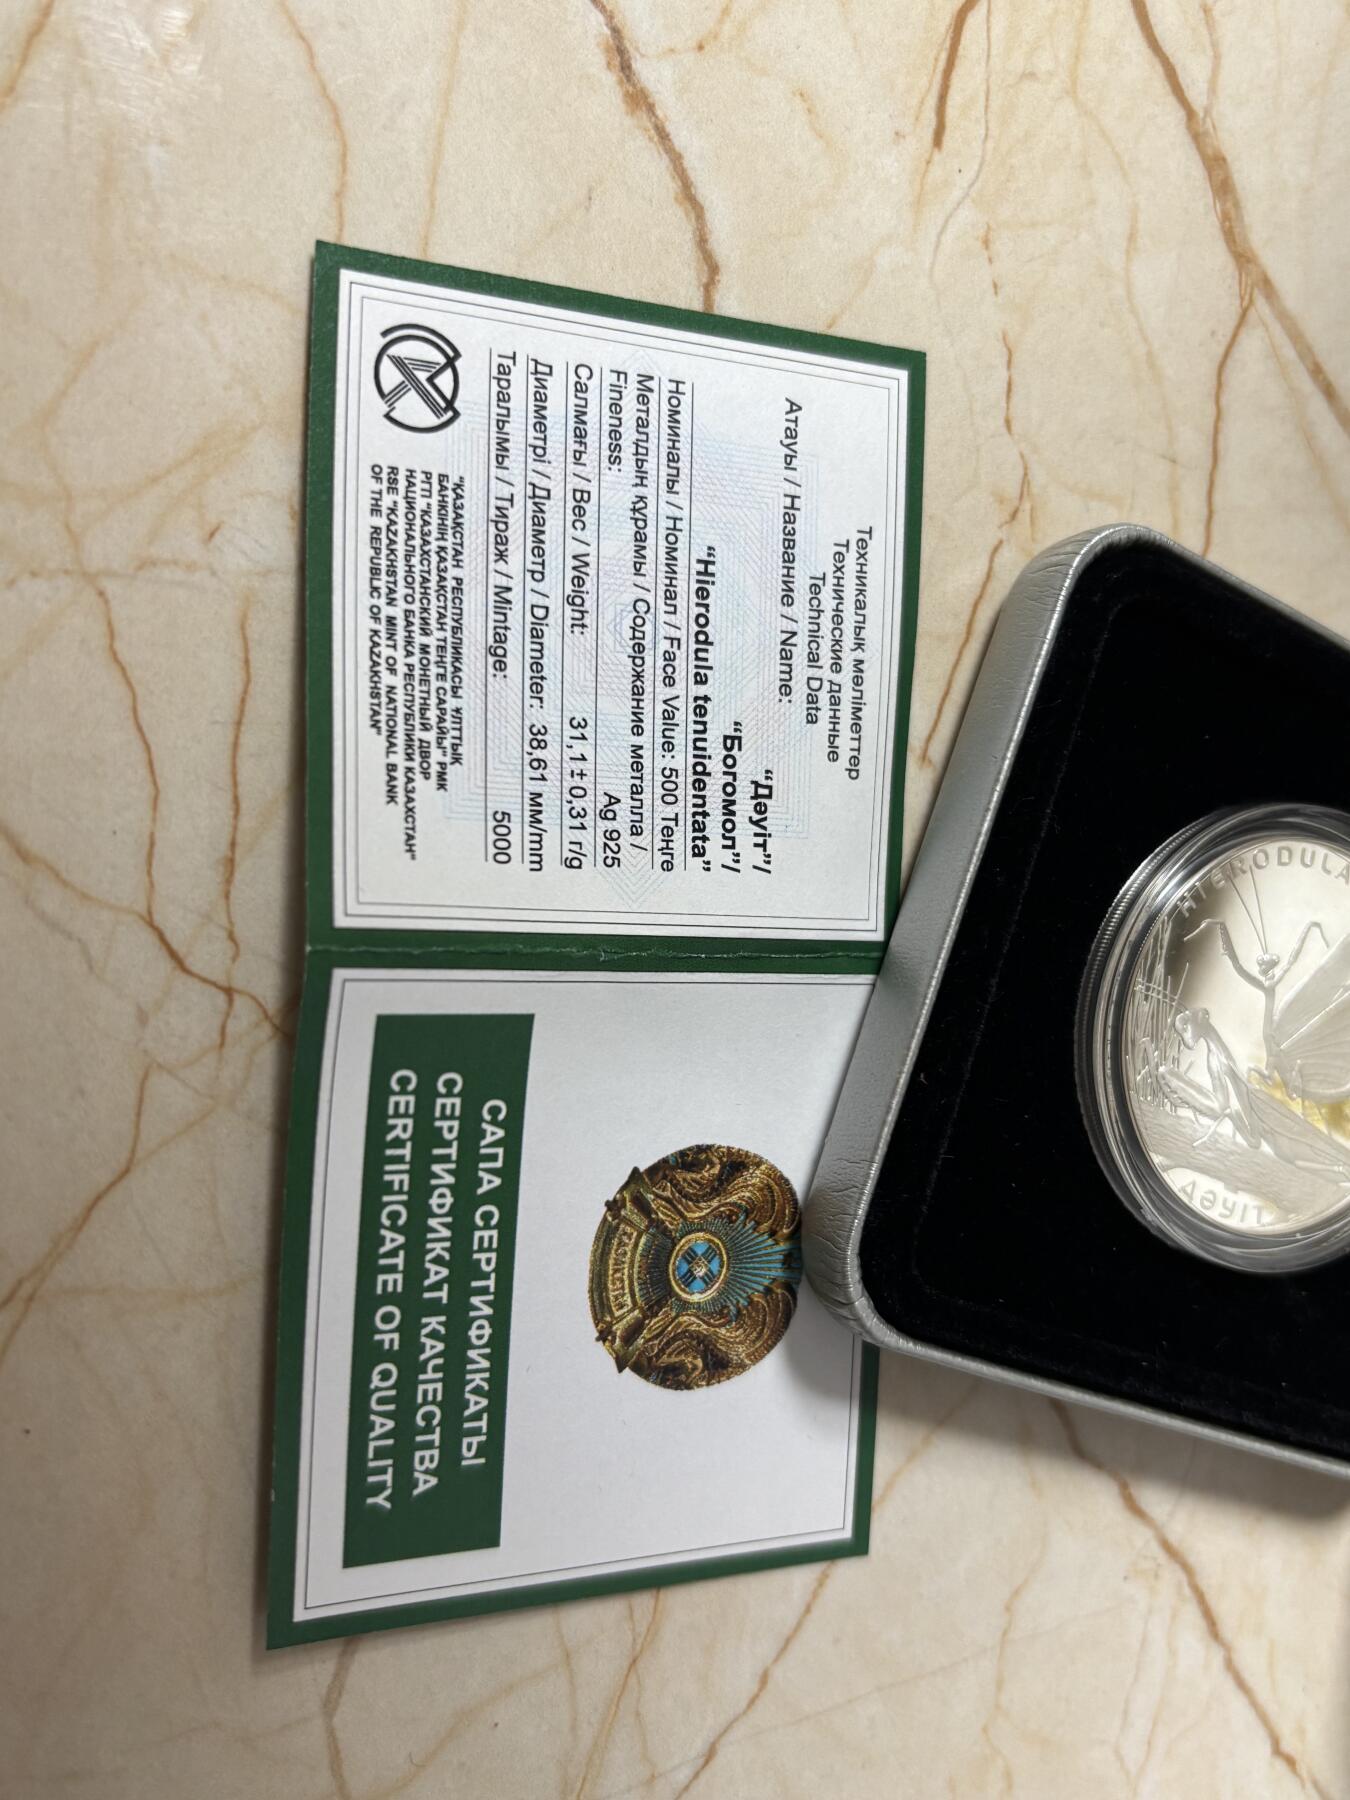 Техникалық мәліметтер
Технические данные
Technical Data
Атауы / Название / Name:
“Дәуіт”/
“Богомол”/
“Hierodula tenuidentata”
Номиналы / Номинал / Face Value: 500 Теңге
Металдың құрамы / Содержание металла /
Fineness: Ag 925
Салмағы / Вес / Weight: 31,1±0,31 г/g
Диаметрі / Диаметр / Diameter: 38,61 мм/mm
Таралымы / Тираж / Mintage: 5000
“ҚАЗАҚСТАН РЕСПУБЛИКАСЫ ҰЛТТЫҚ
БАНКІНІҢ ҚАЗАҚСТАН ТЕҢГЕ САРАЙЫ” РМК
РГП “КАЗАХСТАНСКИЙ МОНЕТНЫЙ ДВОР
НАЦИОНАЛЬНОГО БАНКА РЕСПУБЛИКИ КАЗАХСТАН”
RSE “KAZAKHSTAN MINT OF NATIONAL BANK
OF THE REPUBLIC OF KAZAKHSTAN”
САПА СЕРТИФИКАТЫ
СЕРТИФИКАТ КАЧЕСТВА
CERTIFICATE OF QUALITY
HIERODULA
ДӘУІТ